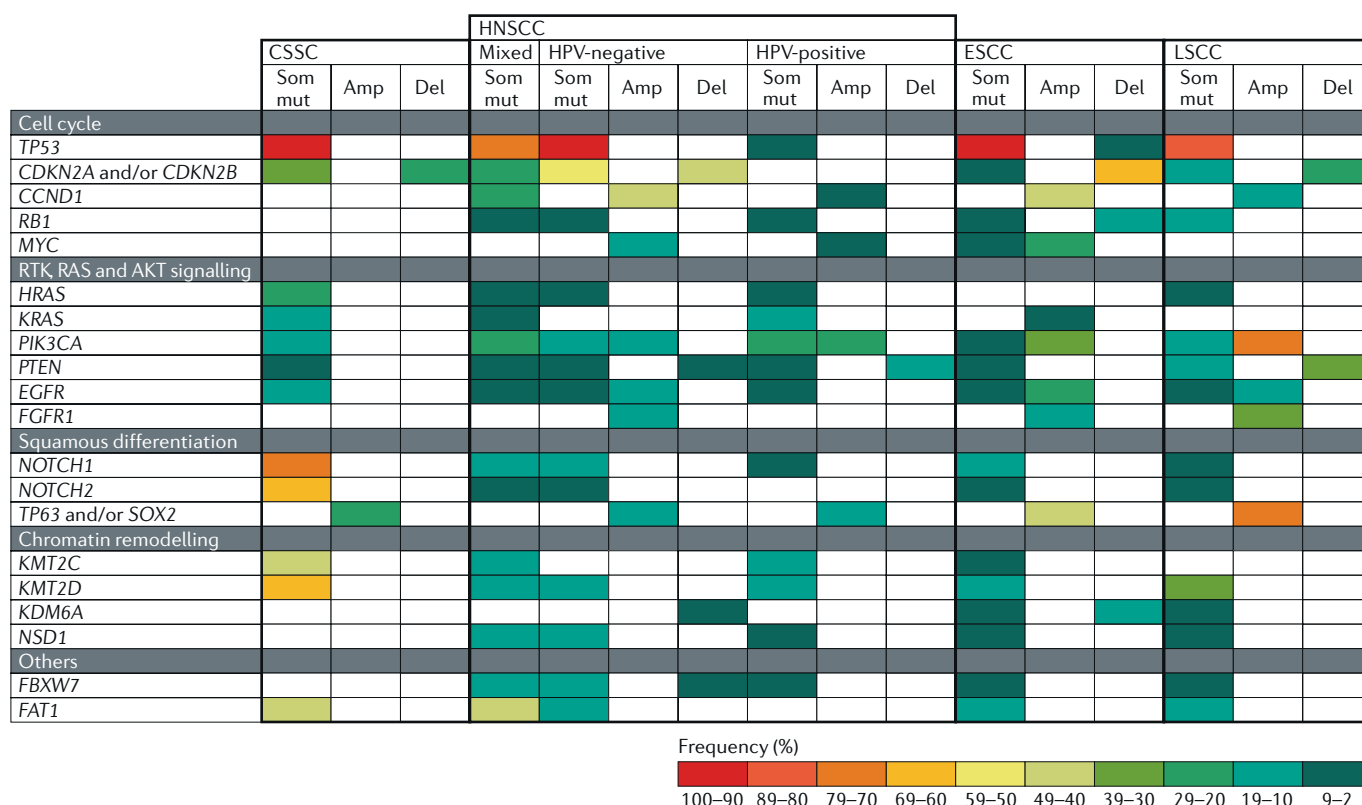 HNSCC
CSSC Mixed HPV-negative HPV-positive ESCC LSCC
Som mut Amp Del Som mut Som mut Amp Del Som mut Amp Del Som mut Amp Del Som mut Amp Del
Cell cycle
TP53
CDKN2A and/or CDKN2B
CCND1
RB1
MYC
RTK, RAS and AKT signalling
HRAS
KRAS
PIK3CA
PTEN
EGFR
FGFR1
Squamous differentiation
NOTCH1
NOTCH2
TP63 and/or SOX2
Chromatin remodelling
KMT2C
KMT2D
KDM6A
NSD1
Others
FBXW7
FAT1
Frequency (%)
100–90 89–80 79–70 69–60 59–50 49–40 39–30 29–20 19–10 9–2